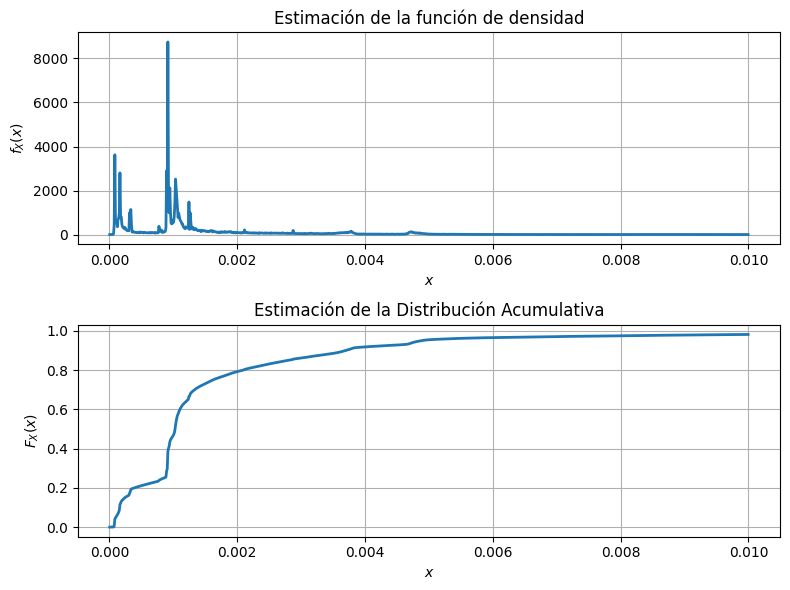 Estimación de la función de densidad
8000
6000
4000
2000
0
f_X(x)
0.000 0.002 0.004 0.006 0.008 0.010
x
Estimación de la Distribución Acumulativa
1.0
0.8
0.6
0.4
0.2
0.0
F_X(x)
0.000 0.002 0.004 0.006 0.008 0.010
x